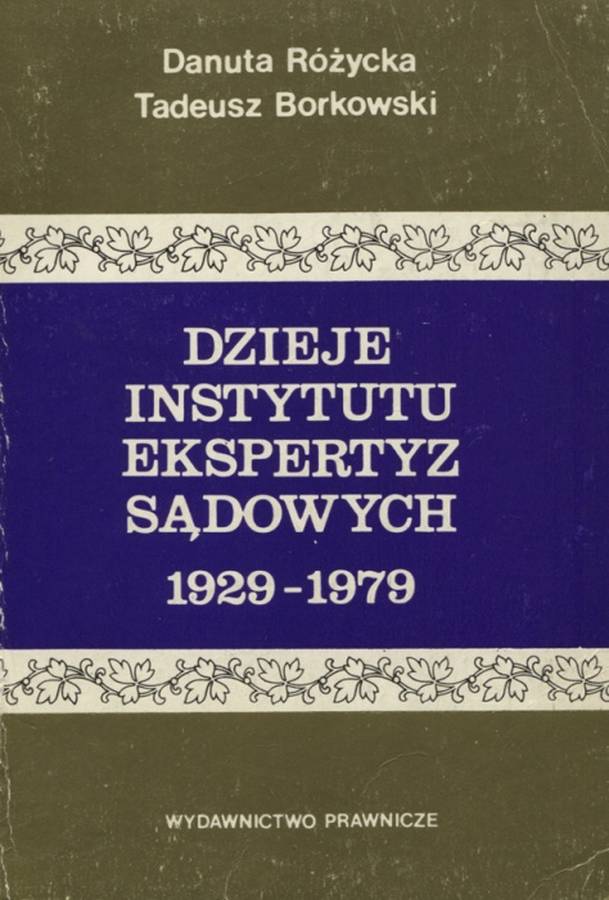 Danuta Różycka
Tadeusz Borkowski
DZIEJE
INSTYTUTU
EKSPERTYZ
SĄDOWYCH
1929-1979
WYDAWNICTWO PRAWNICZE